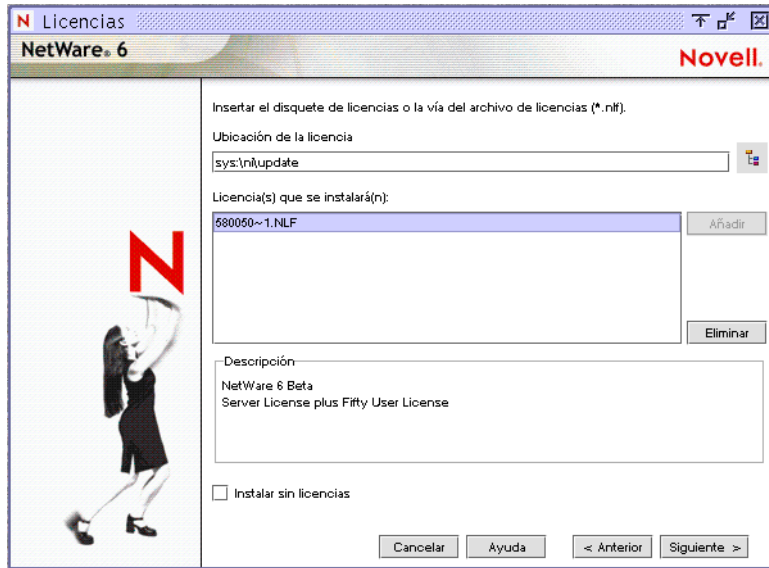 N Licencias
NetWare® 6
Novell.
Insertar el disquete de licencias o la vía del archivo de licencias (*.nlf).
Ubicación de la licencia
sys:\ni\update
Licencia(s) que se instalará(n):
580050~1.NLF
Añadir
Eliminar
Descripción
NetWare 6 Beta
Server License plus Fifty User License
Instalar sin licencias
Cancelar
Ayuda
< Anterior
Siguiente >
N